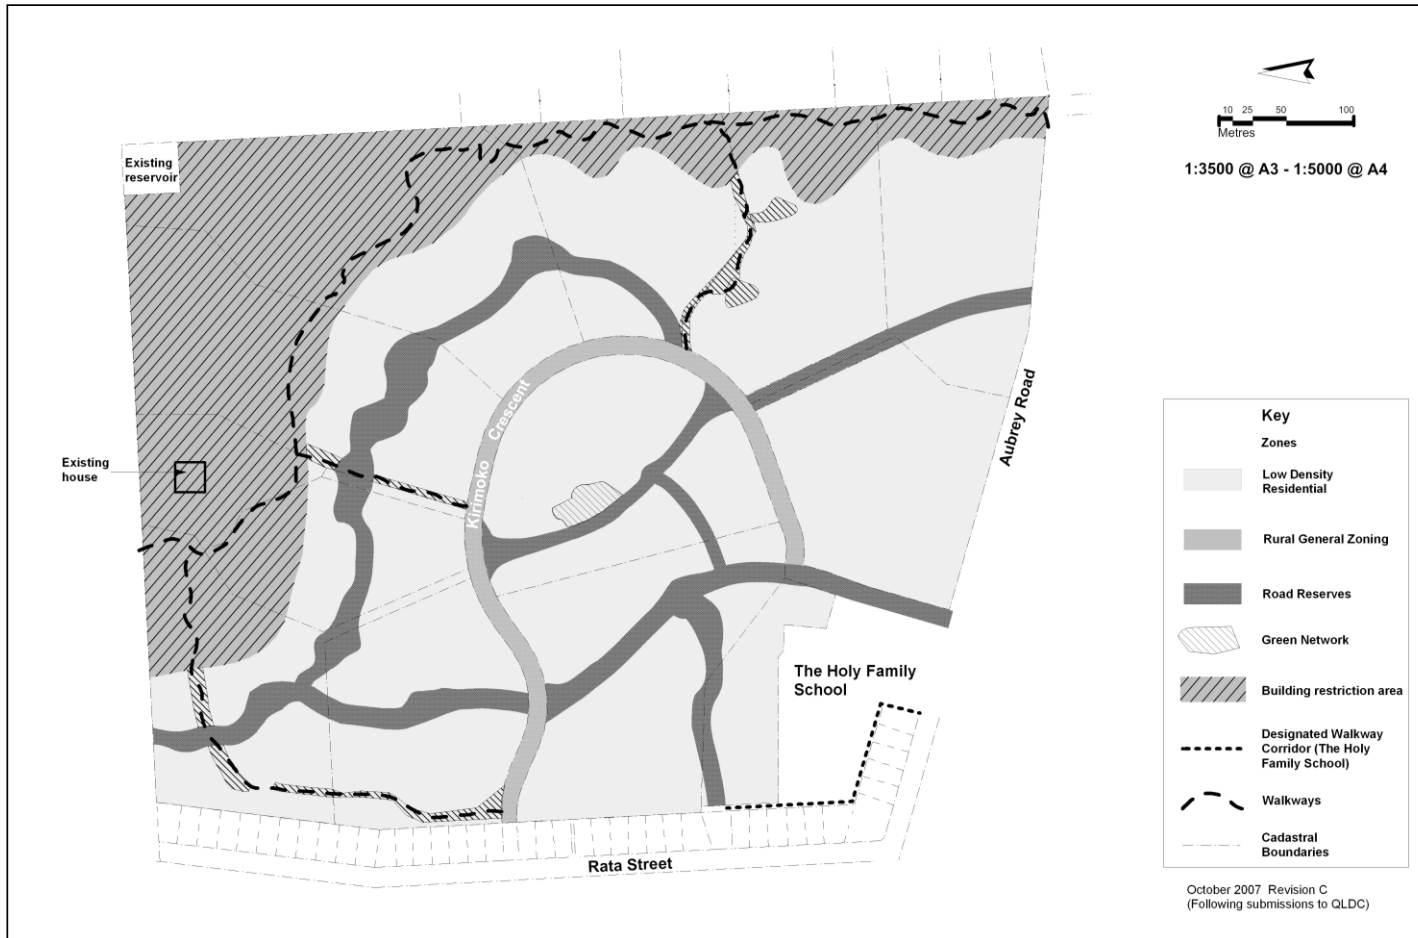 Existing
reservoir
Existing
house
Kirimoko Crescent
Aubrey Road
The Holy Family
School
Rata Street
10 25 50 100
Metres
1:3500 @ A3 - 1:5000 @ A4
Key
Zones
Low Density
Residential
Rural General Zoning
Road Reserves
Green Network
Building restriction area
Designated Walkway
Corridor (The Holy
Family School)
Walkways
Cadastral
Boundaries
October 2007 Revision C
(Following submissions to QLDC)